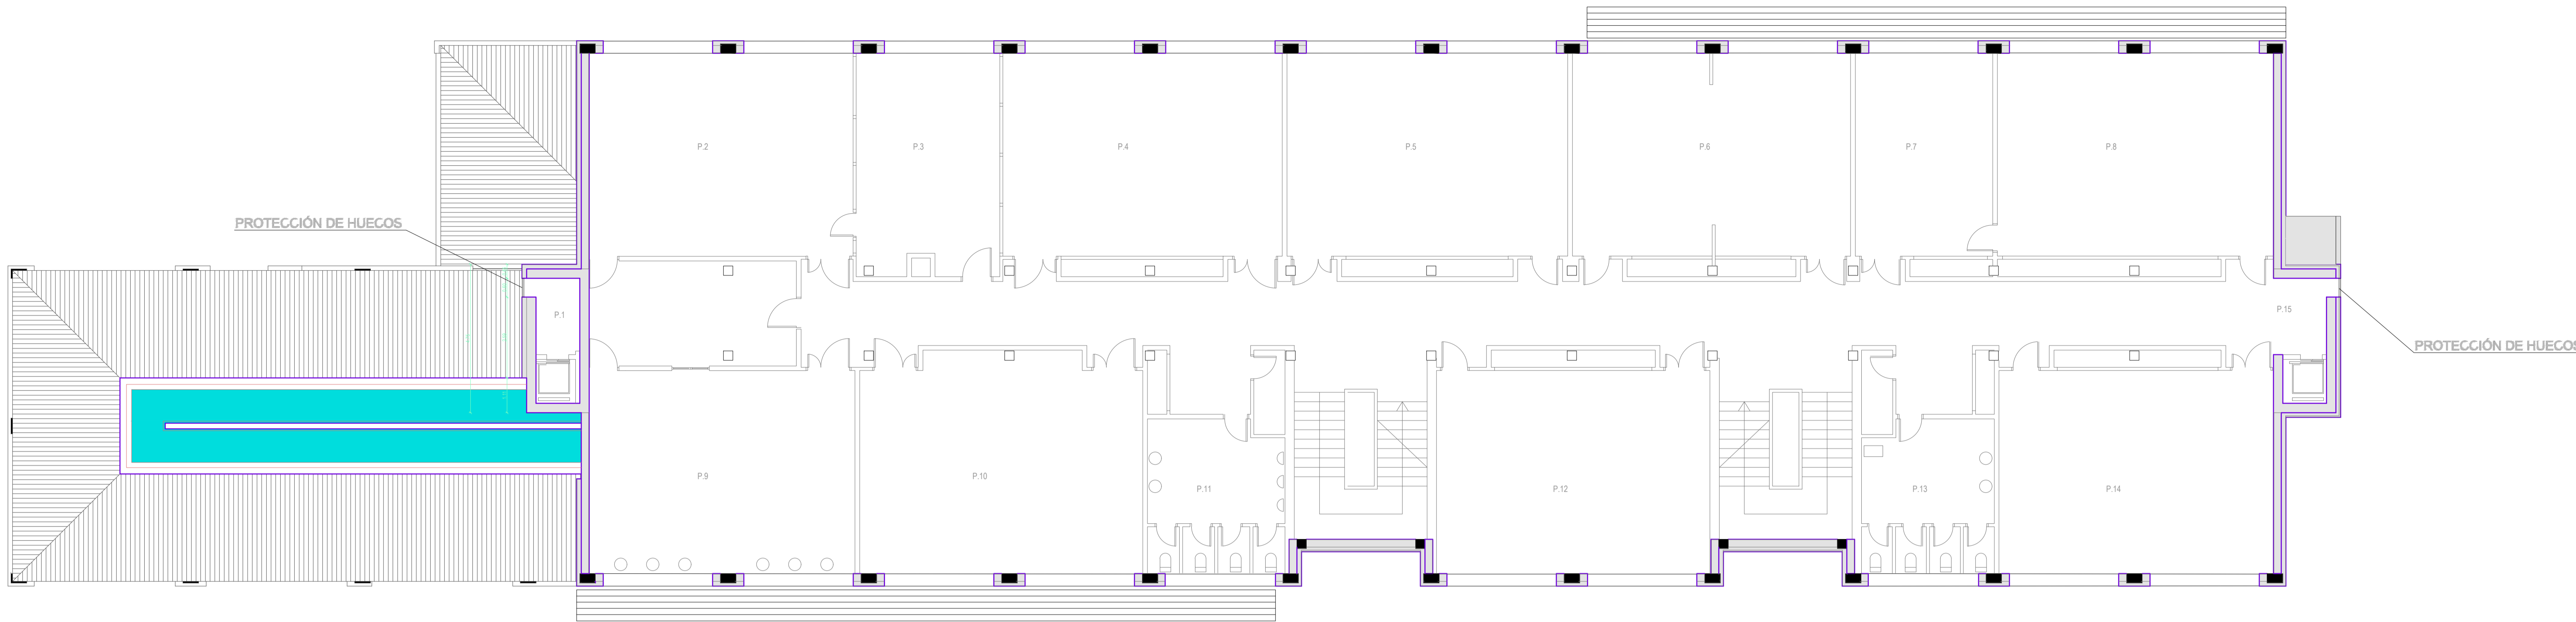 P.2
P.3
P.4
P.5
P.6
P.7
P.8
PROTECCIÓN DE HUECOS
P.1
P.15
PROTECCIÓN DE HUECOS
P.9
P.10
P.11
P.12
P.13
P.14